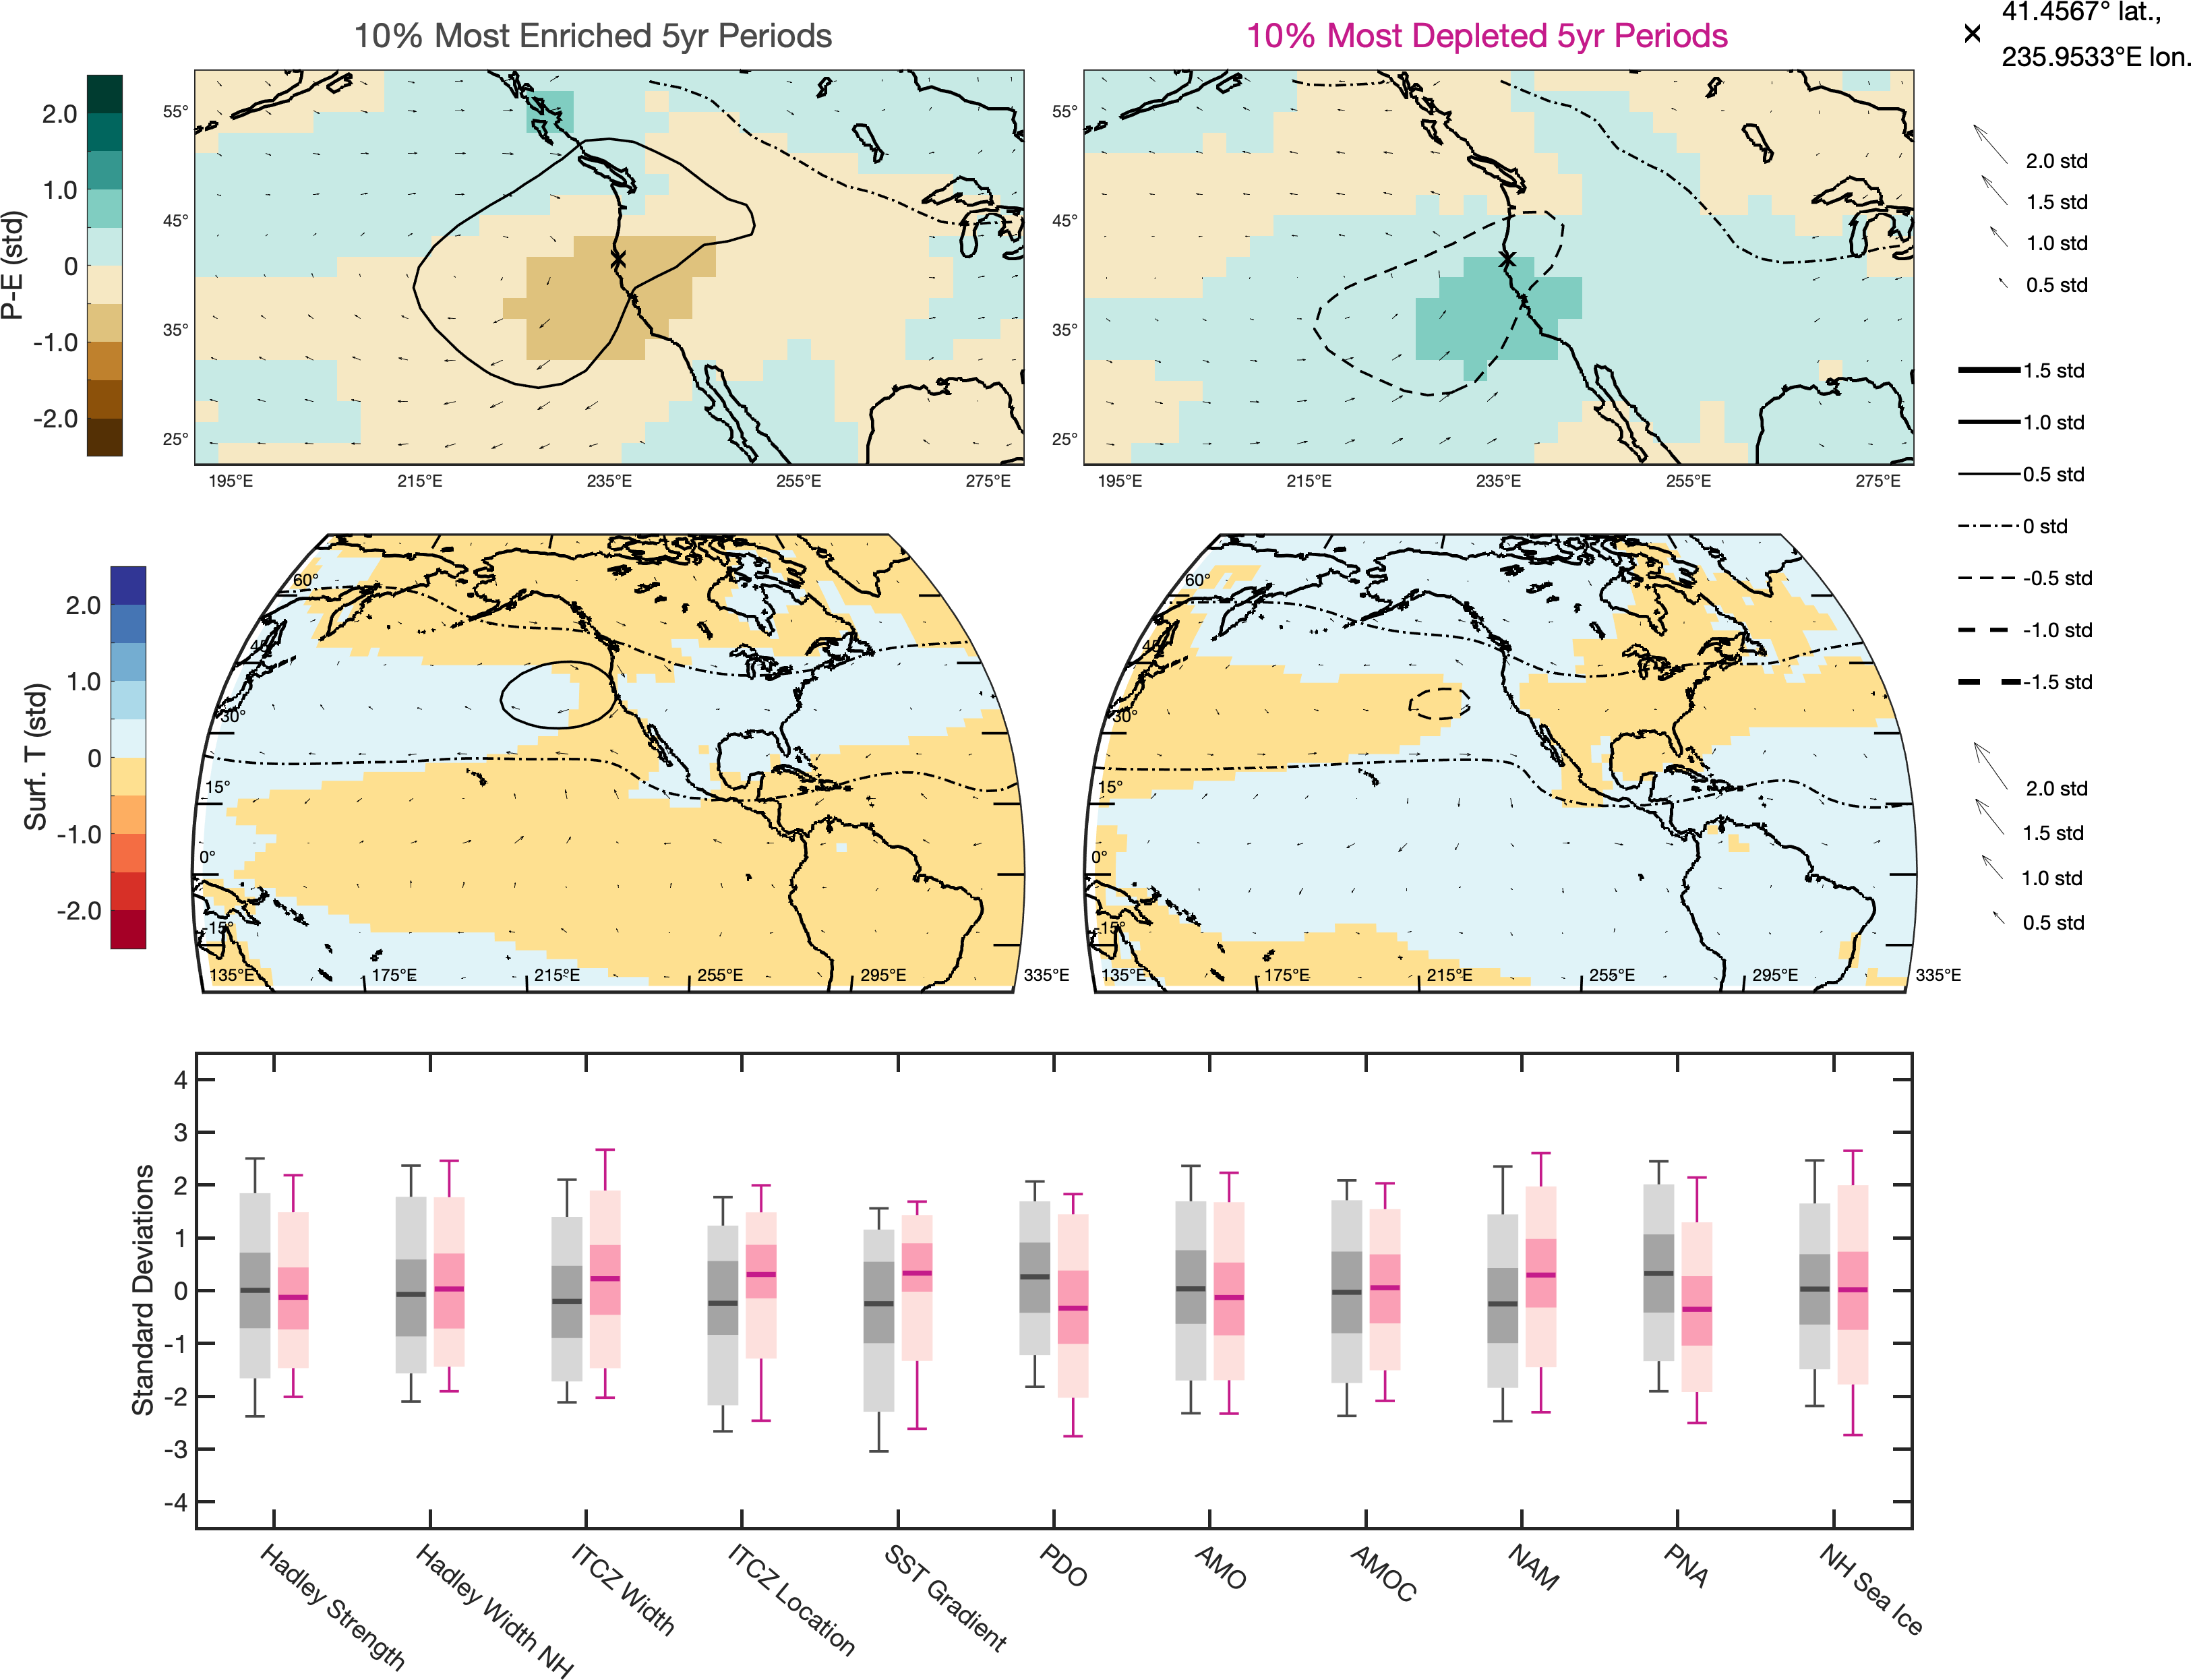 10% Most Enriched 5yr Periods
10% Most Depleted 5yr Periods
41.4567° lat.,
235.9533°E lon.
P-E (std)
2.0
1.0
0
-1.0
-2.0
55°
45°
35°
25°
195°E
215°E
235°E
255°E
275°E
55°
45°
35°
25°
195°E
215°E
235°E
255°E
275°E
2.0 std
1.5 std
1.0 std
0.5 std
1.5 std
1.0 std
0.5 std
0 std
-0.5 std
-1.0 std
-1.5 std
Surf. T (std)
2.0
1.0
0
-1.0
-2.0
60°
45°
30°
15°
0°
-15°
135°E
175°E
215°E
255°E
295°E
335°E
60°
45°
30°
15°
0°
-15°
135°E
175°E
215°E
255°E
295°E
335°E
2.0 std
1.5 std
1.0 std
0.5 std
Standard Deviations
4
3
2
1
0
-1
-2
-3
-4
Hadley Strength
Hadley Width NH
ITCZ Width
ITCZ Location
SST Gradient
PDO
AMO
AMOC
NAM
PNA
NH Sea Ice